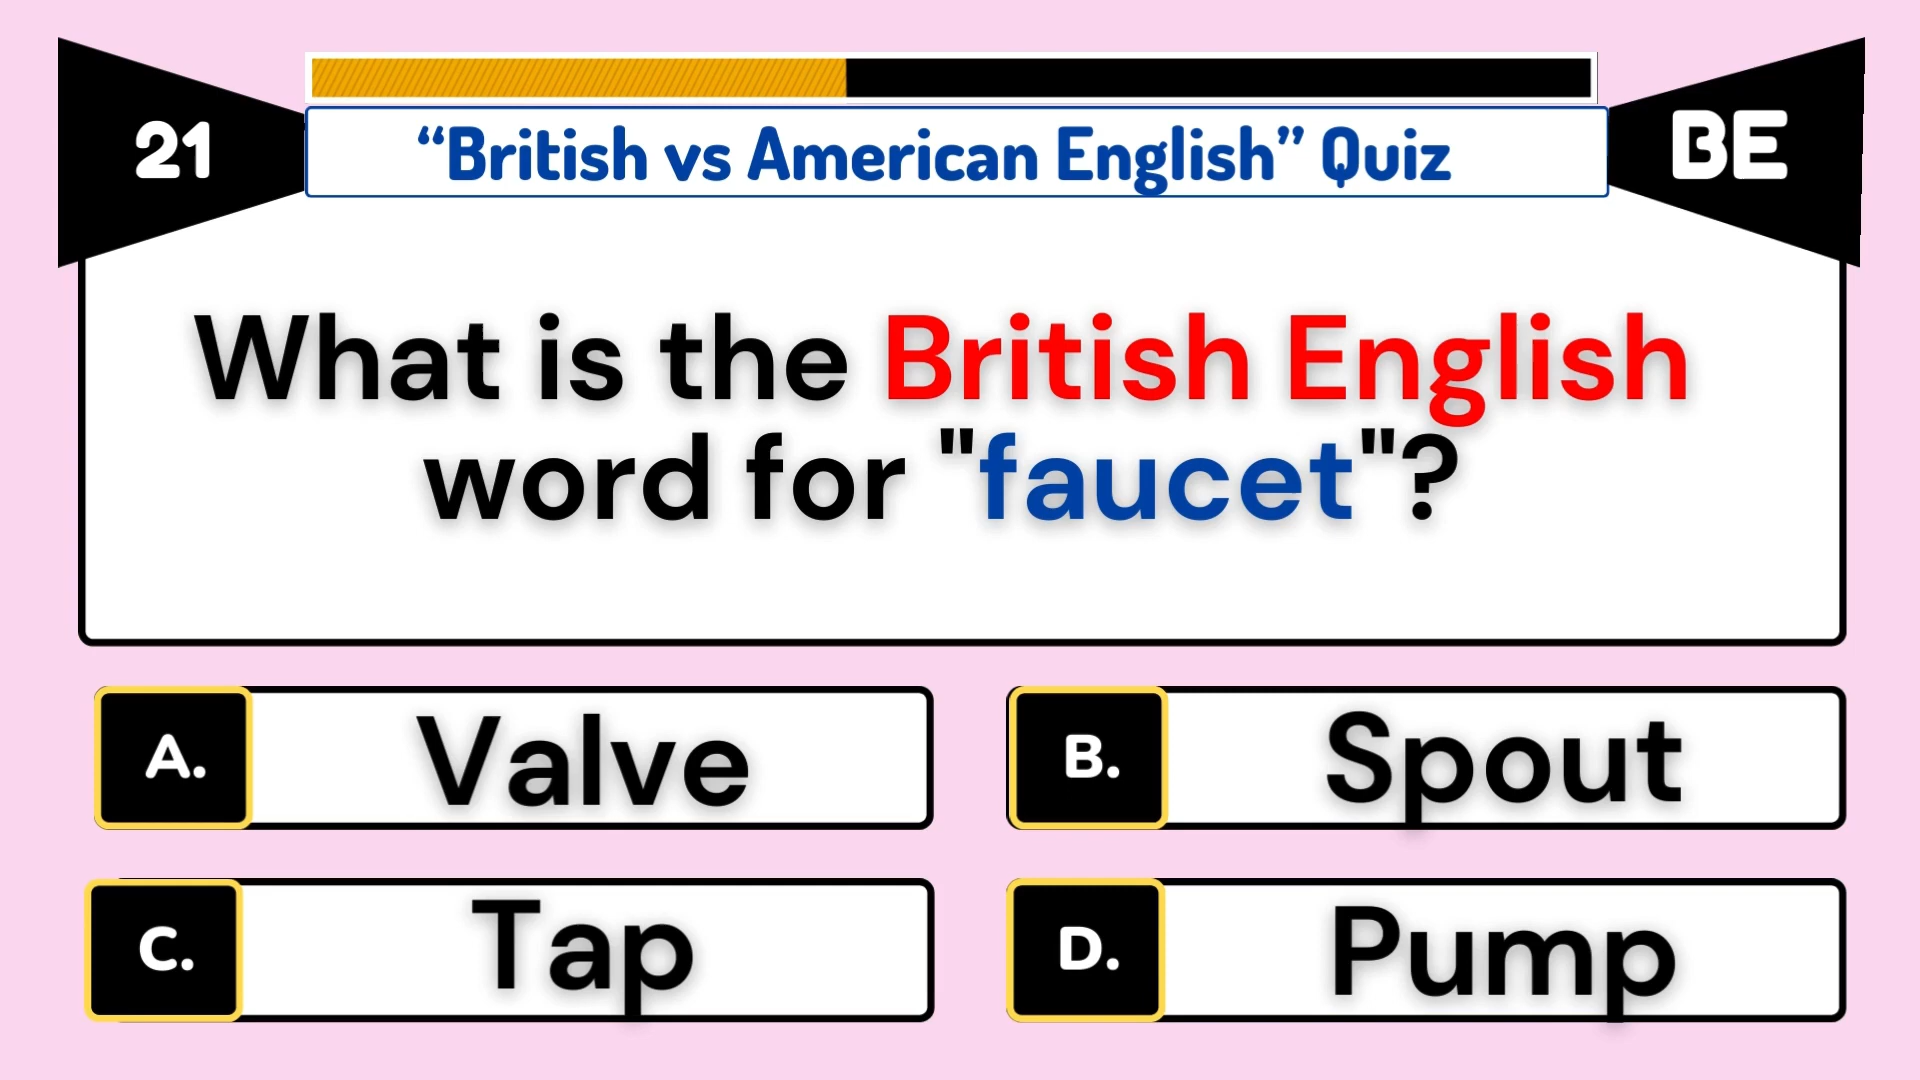 21
“British vs American English” Quiz
BE
What is the British English
word for "faucet"?
A. Valve
B. Spout
C. Tap
D. Pump